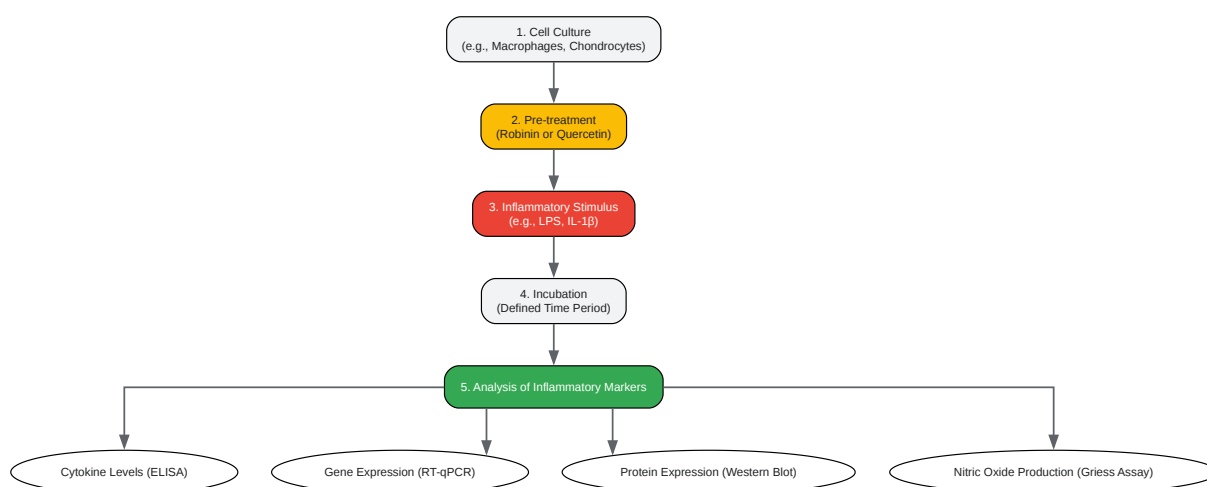 1. Cell Culture
(e.g., Macrophages, Chondrocytes)
2. Pre-treatment
(Robinin or Quercetin)
3. Inflammatory Stimulus
(e.g., LPS, IL-1β)
4. Incubation
(Defined Time Period)
5. Analysis of Inflammatory Markers
Cytokine Levels (ELISA)
Gene Expression (RT-qPCR)
Protein Expression (Western Blot)
Nitric Oxide Production (Griess Assay)